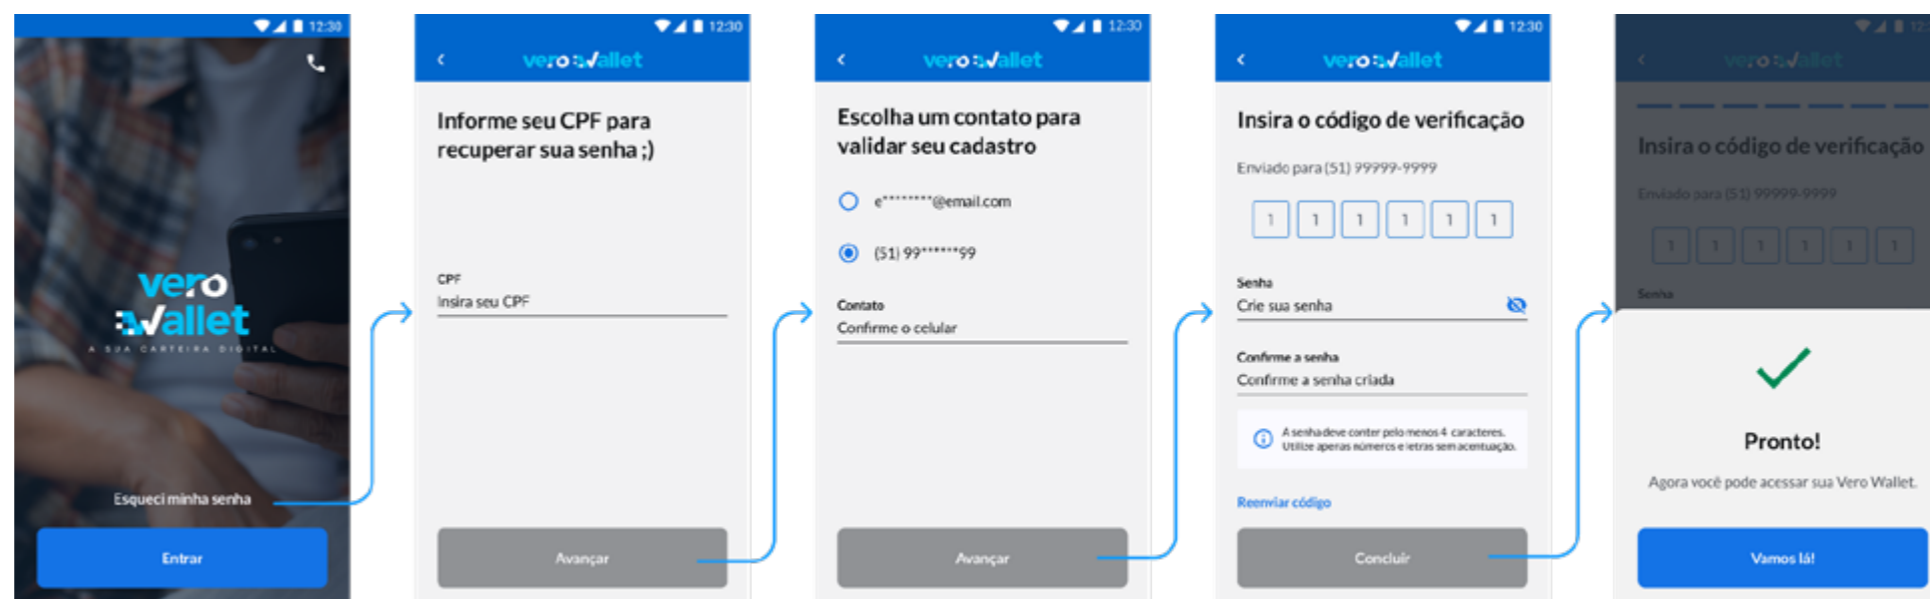 12:30
vero
wallet
A SUA CARTEIRA DIGITAL
Esqueci minha senha
Entrar
12:30
vero wallet
Informe seu CPF para
recuperar sua senha ;)
CPF
Insira seu CPF
Avançar
12:30
vero wallet
Escolha um contato para
validar seu cadastro
e********@email.com
(51) 99******99
Contato
Confirme o celular
Avançar
12:30
vero wallet
Insira o código de verificação
Enviado para (51) 99999-9999
1 1 1 1 1 1
Senha
Crie sua senha
Confirme a senha
Confirme a senha criada
A senha deve conter pelo menos 4 caracteres.
Utilize apenas números e letras sem acentuação.
Reenviar código
Concluir
12:3
vero wallet
Insira o código de verificação
Enviado para (51) 99999-9999
1 1 1 1 1 1
Senha
Pronto!
Agora você pode acessar sua Vero Wallet.
Vamos lá!